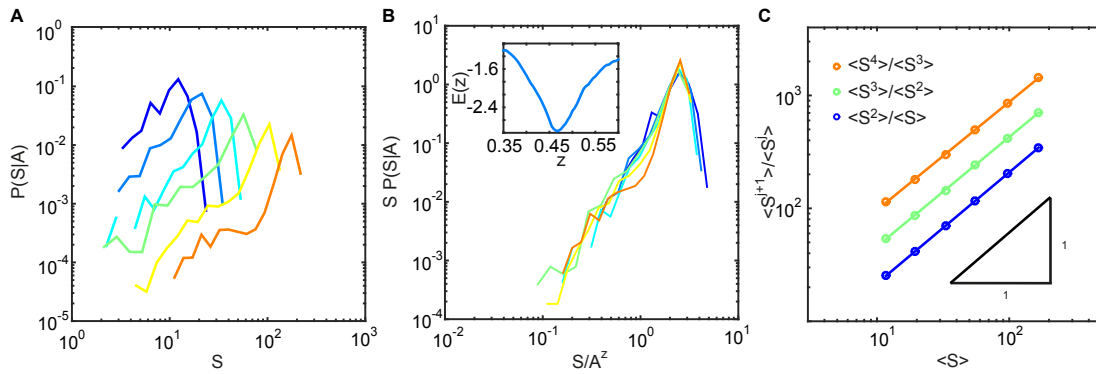 A
B
C
10^0
10^-1
10^-2
10^-3
10^-4
10^-5
P(S|A)
10^0
10^1
10^2
10^3
S
10^1
10^0
10^-1
10^-2
10^-3
10^-4
S P(S|A)
10^-2
10^-1
10^0
10^1
S/A^z
-1.6
-2.4
E(z)
0.35
0.45
0.55
z
10^3
10^2
<S^j+1>/<S^j>
<S^4>/<S^3>
<S^3>/<S^2>
<S^2>/<S>
1
1
10^1
10^2
<S>